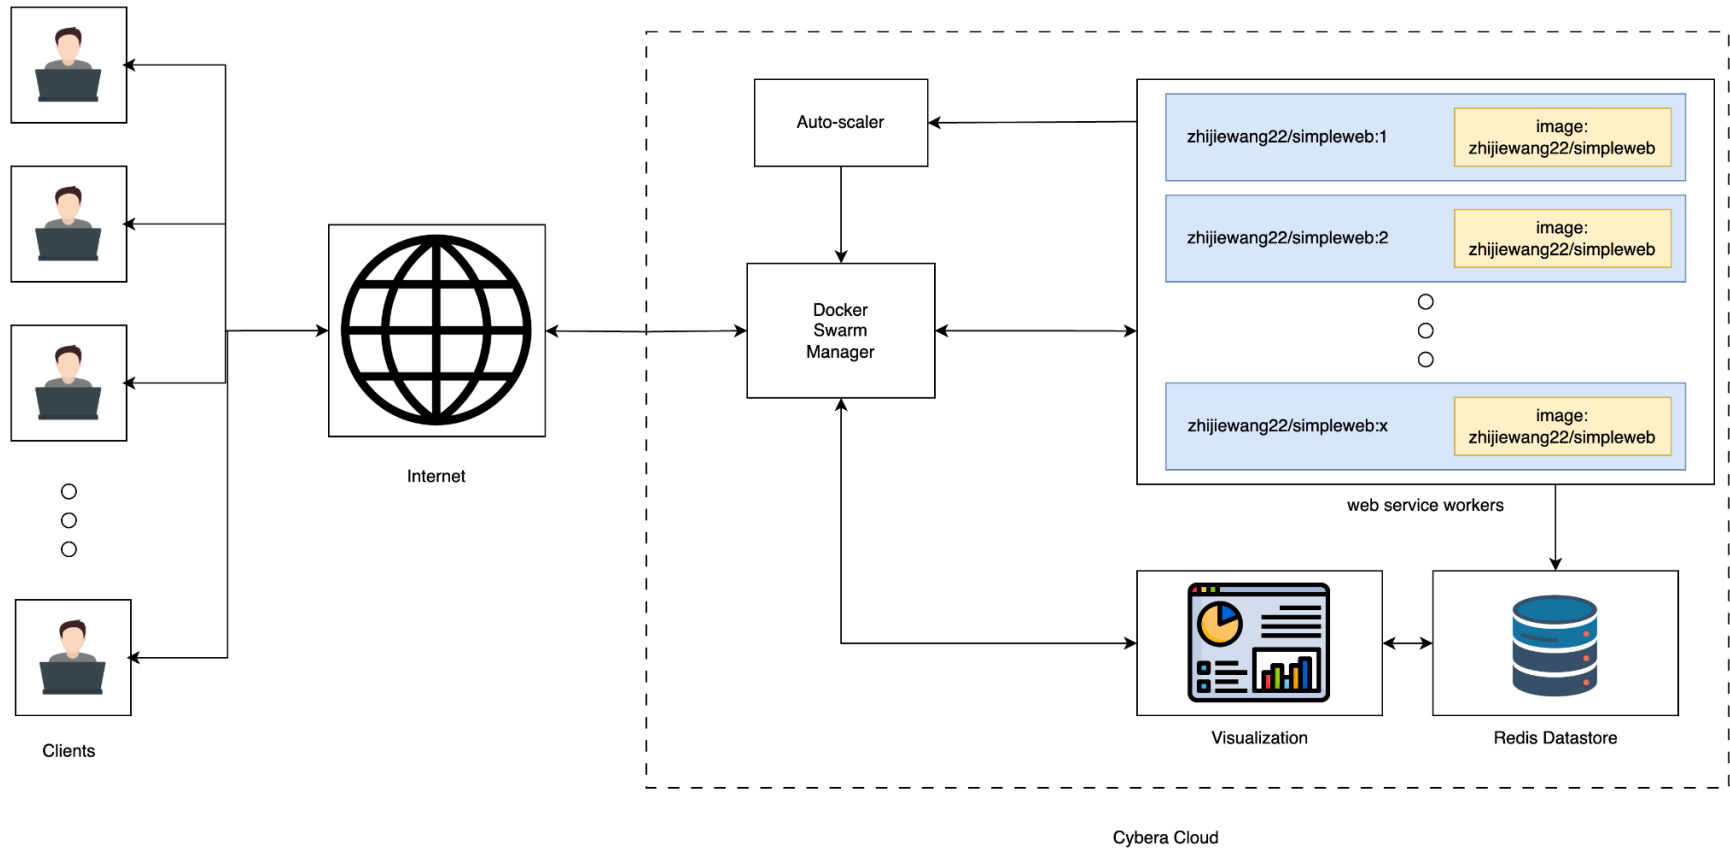 Auto-scaler
zhijiewang22/simpleweb:1
image:
zhijiewang22/simpleweb
zhijiewang22/simpleweb:2
image:
zhijiewang22/simpleweb
Docker
Swarm
Manager
zhijiewang22/simpleweb:x
image:
zhijiewang22/simpleweb
Internet
web service workers
Clients
Visualization
Redis Datastore
Cybera Cloud